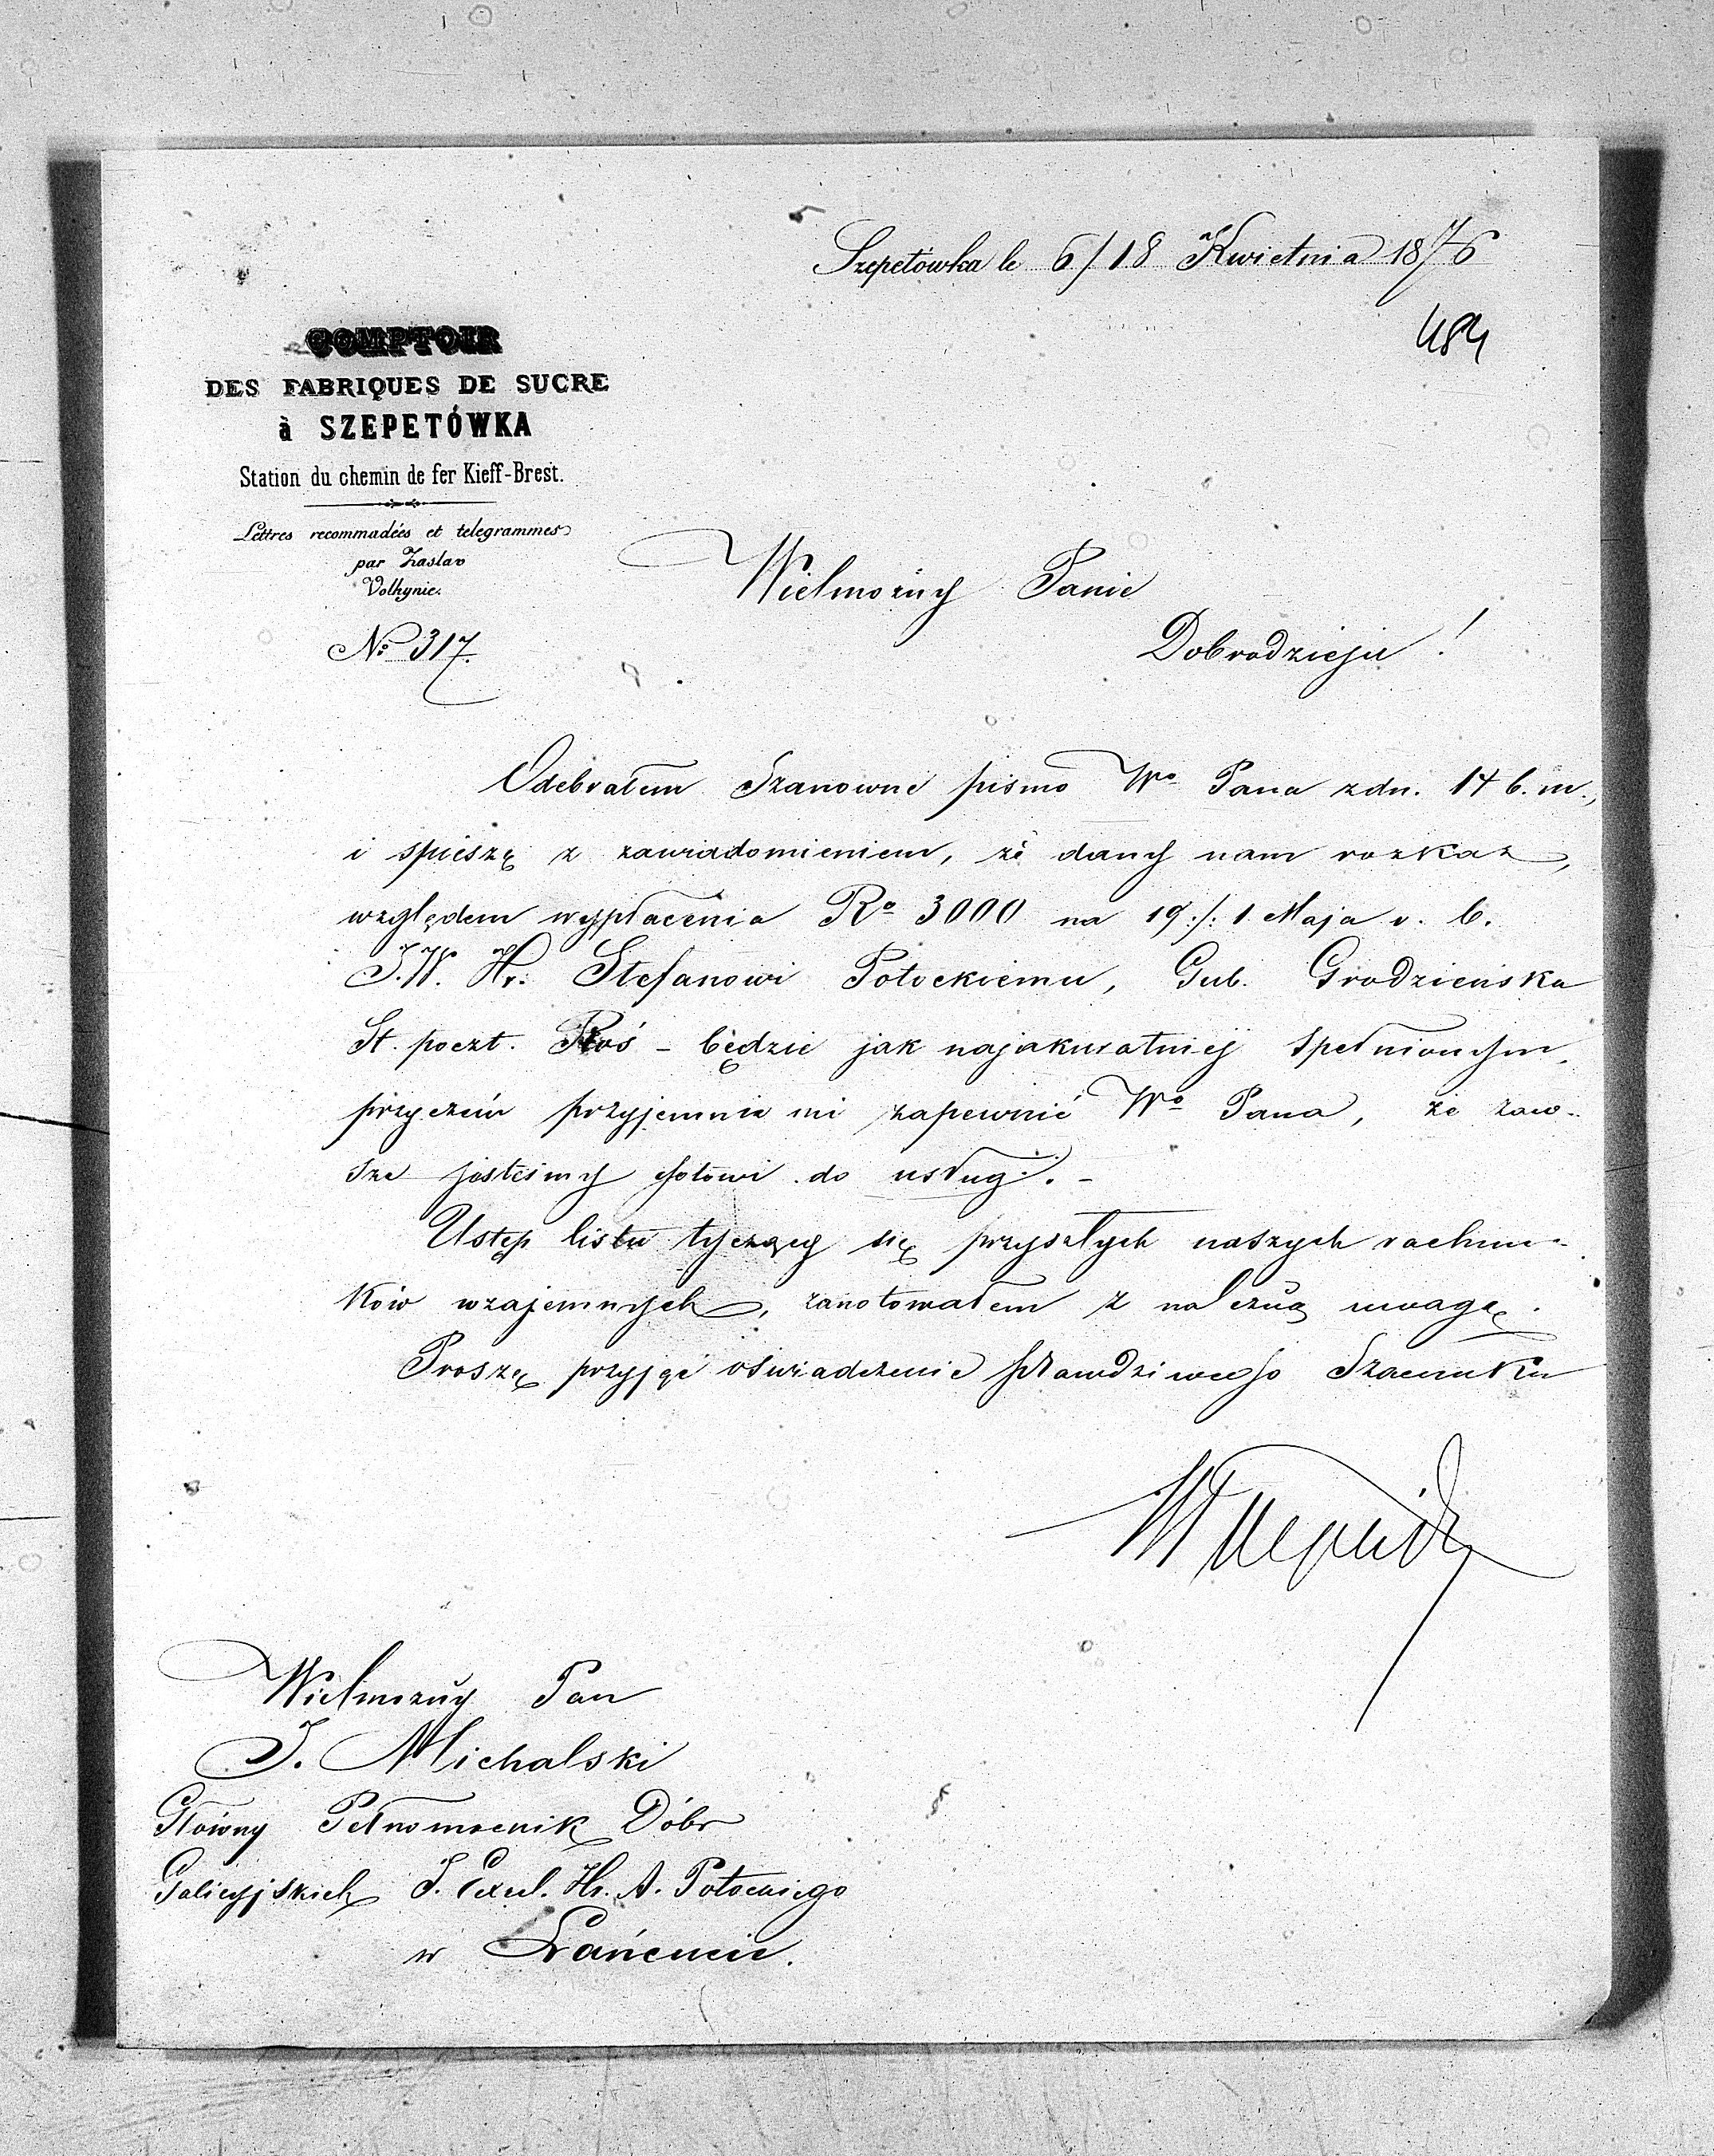 Szepetówka le 6/18 Kwietnia 1876
484
COMPTOIR
DES FABRIQUES DE SUCRE
à SZEPETÓWKA
Station du chemin de fer Kieff-Brest.
Lettres recommadées et telegrammes
par Zaslav
Volhynie.
No 317.
Wielmożny Panie
Dobrodzieju!
Odebrałem Szanowne pismo Wo Pana z dn. 14 b. m.,
i spieszę z zawiadomieniem, że dany nam rozkaz,
względem wypłacenia Ro 3000 na 19./. 1 Maja r. b.
J.W. Hr. Stefanowi Potockiemu, Gub. Grodzieńska
St. poczt. Roś - będzie jak najakuratniej spełnionym,
przyczém przyjemnie mi zapewnić Wo Pana, że zaw-
sze jesteśmy gotowi do usług. -
Ustęp listu tyczący się przyszłych naszych rachun-
ków wzajemnych, zanotowałem z należną uwagą.
Proszę przyjąć oświadczenie prawdziwego Szacunku
Wielmożny Pan
J. Michalski
Główny Pełnomocnik Dóbr
Galicyjskich J. Excel. Hr. A. Potockiego
w Łańcucie.